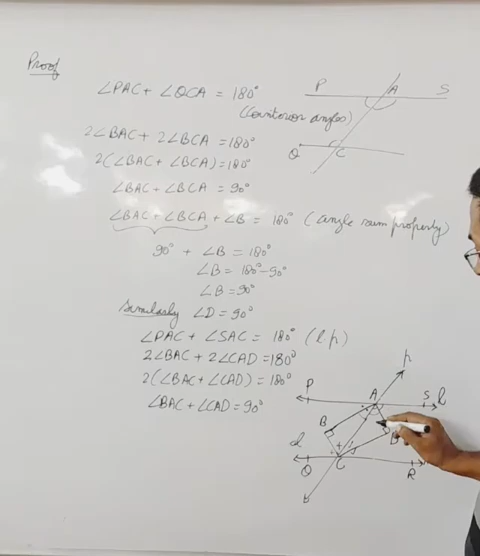 Proof
∠PAC + ∠QCA = 180°
(Cointerior angles)
2∠BAC + 2∠BCA = 180°
2(∠BAC + ∠BCA) = 180°
∠BAC + ∠BCA = 90°
∠BAC + ∠BCA + ∠B = 180° (angle sum property)
90° + ∠B = 180°
∠B = 180° - 90°
∠B = 90°
Similarly ∠D = 90°
∠PAC + ∠SAC = 180° (l.p)
2∠BAC + 2∠CAD = 180°
2(∠BAC + ∠CAD) = 180°
∠BAC + ∠CAD = 90°
P A S
Q C
p
P A S l
B
Q C R